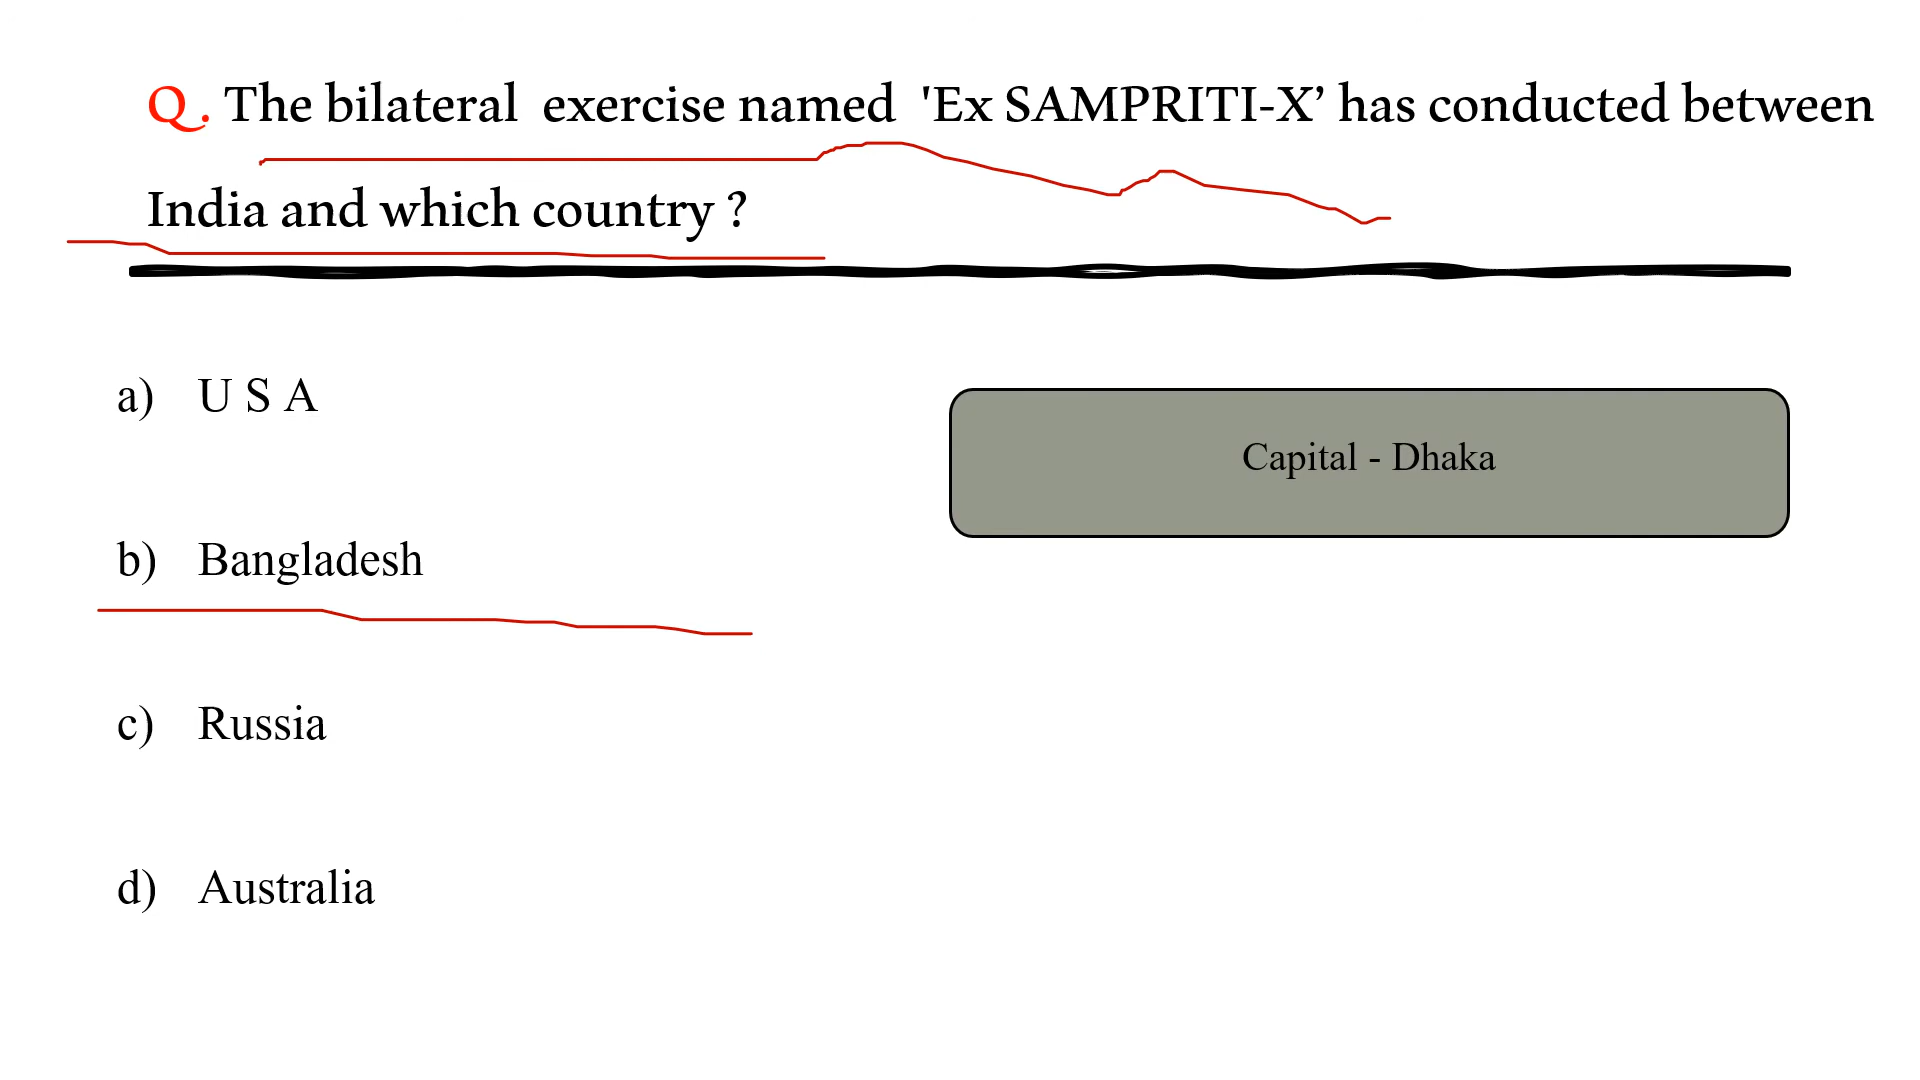 Q. The bilateral exercise named 'Ex SAMPRITI-X’ has conducted between
India and which country ?
a) U S A
Capital - Dhaka
b) Bangladesh
c) Russia
d) Australia